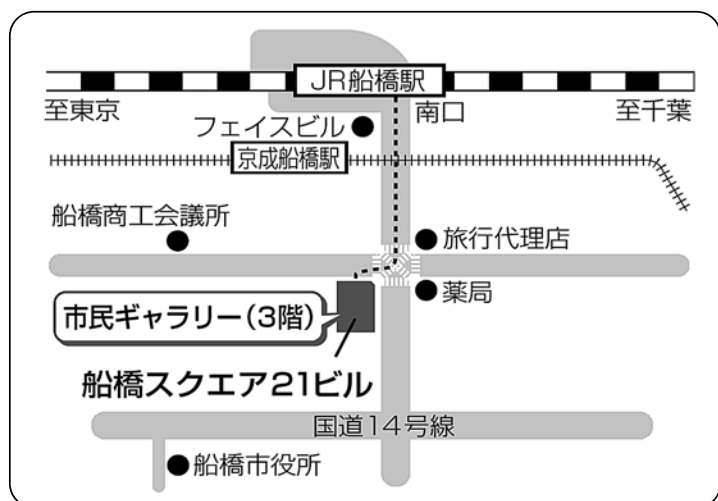 JR船橋駅
至東京
南口
至千葉
フェイスビル
京成船橋駅
船橋商工会議所
旅行代理店
薬局
市民ギャラリー(3階)
船橋スクエア21ビル
国道14号線
船橋市役所